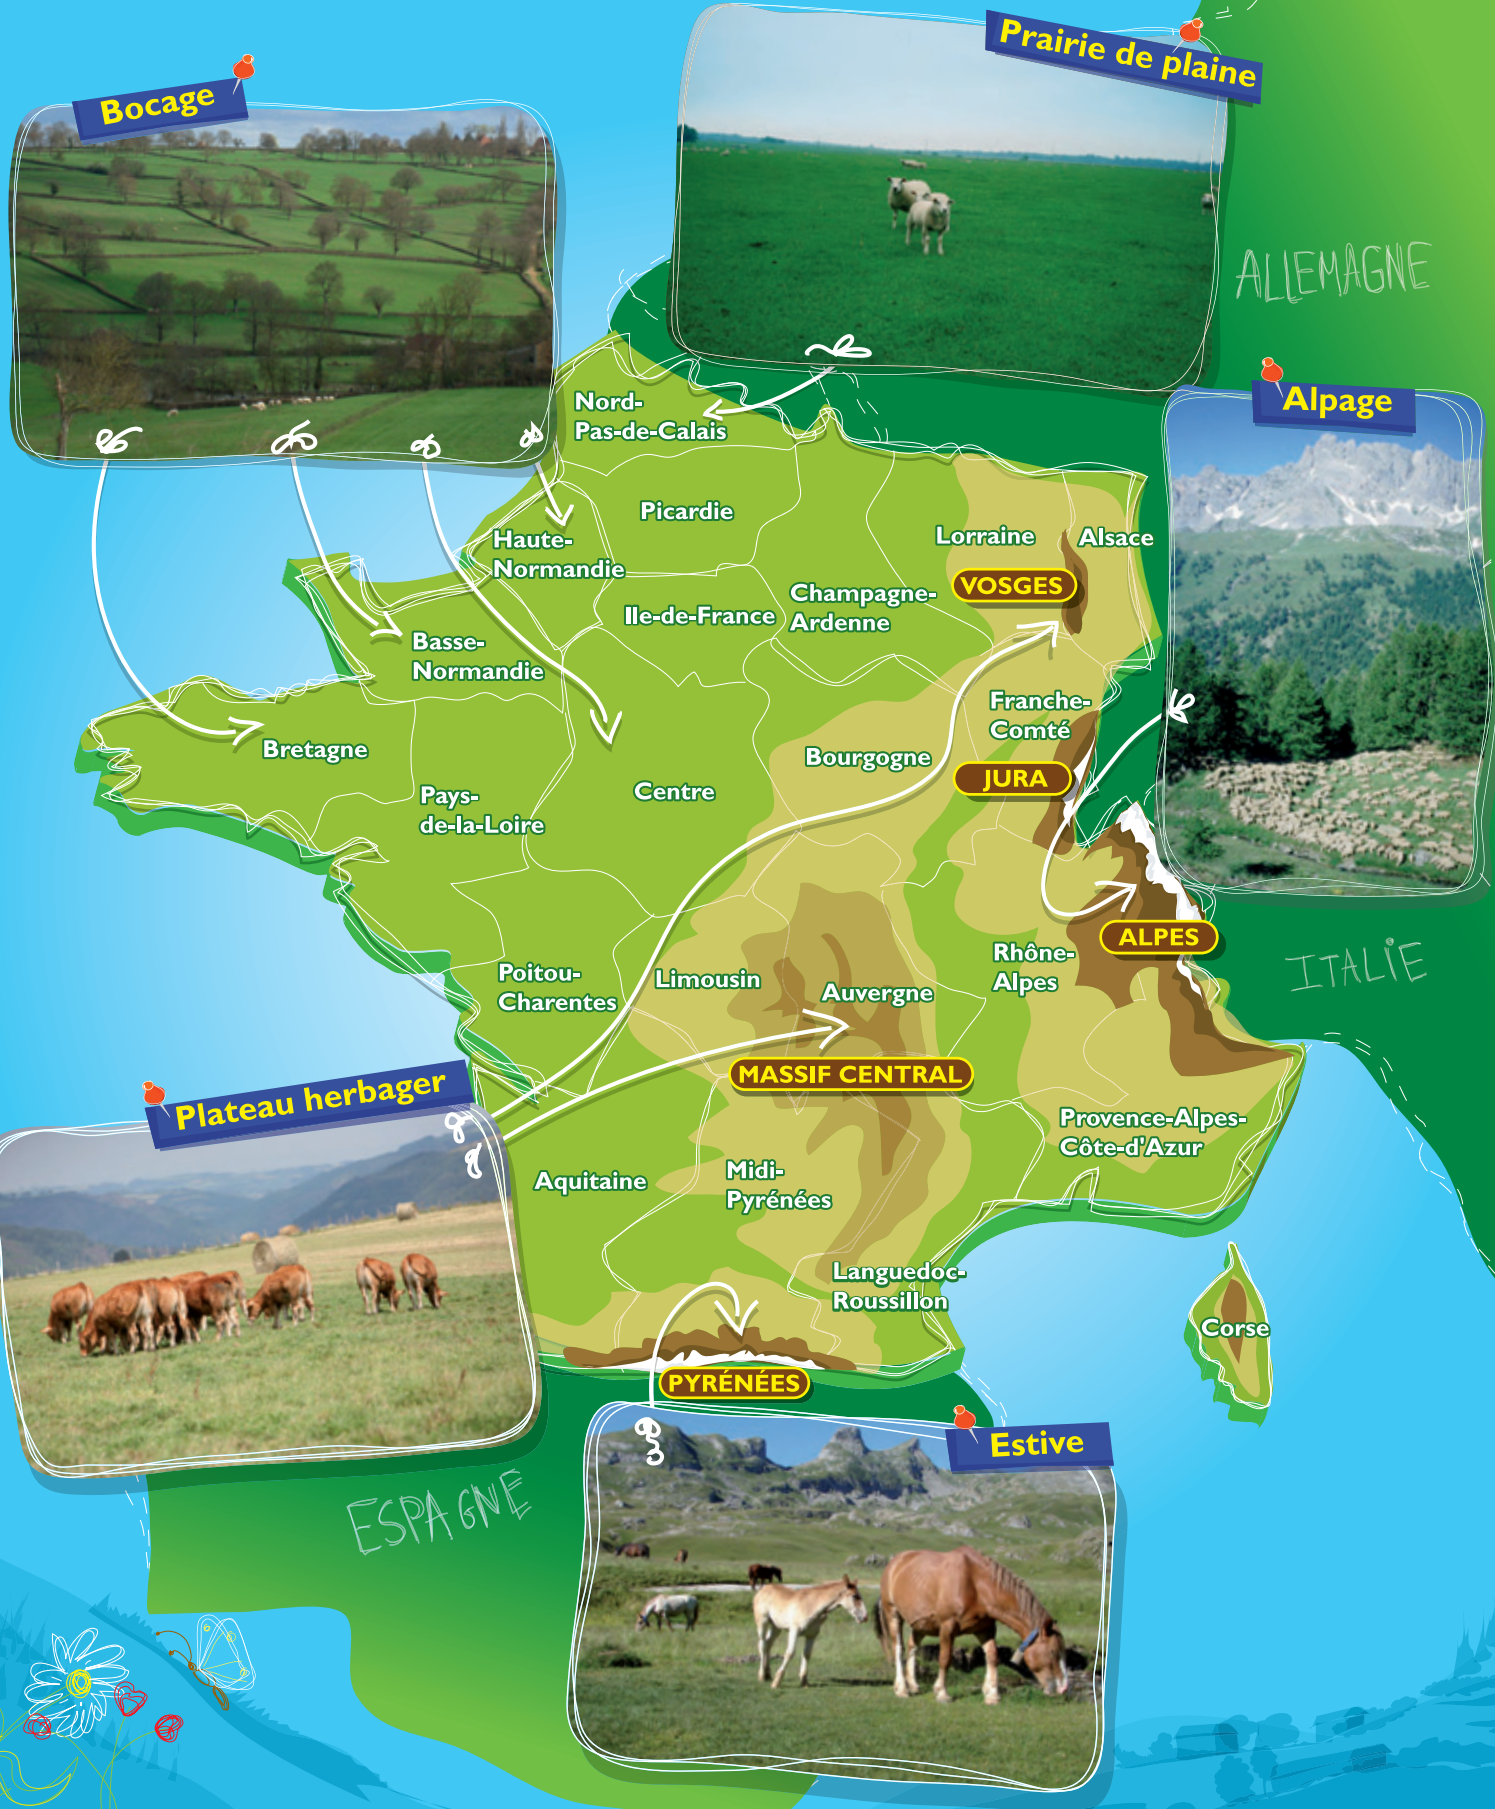 Prairie de plaine
Bocage
ALLEMAGNE
Alpage
Nord-
Pas-de-Calais
Picardie
Haute-
Normandie
Lorraine
Alsace
VOSGES
Ile-de-France
Champagne-
Ardenne
Basse-
Normandie
Franche-
Comté
Bretagne
Bourgogne
JURA
Centre
Pays-
de-la-Loire
ALPES
Rhône-
Alpes
ITALIE
Poitou-
Charentes
Limousin
Auvergne
MASSIF CENTRAL
Plateau herbager
Provence-Alpes-
Côte-d'Azur
Aquitaine
Midi-
Pyrénées
Languedoc-
Roussillon
Corse
PYRÉNÉES
Estive
ESPAGNE